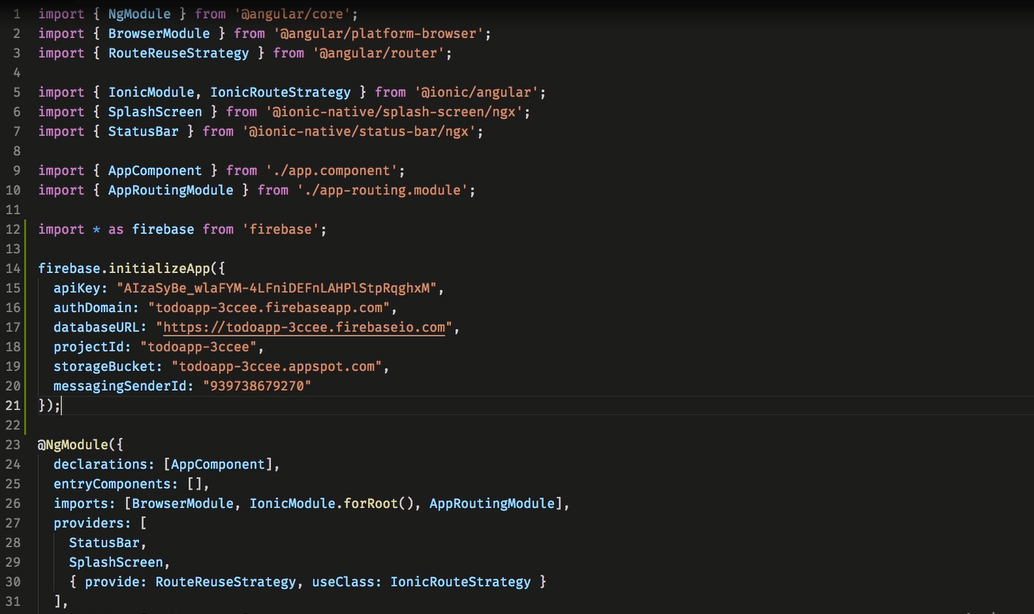 1 import { NgModule } from '@angular/core';
2 import { BrowserModule } from '@angular/platform-browser';
3 import { RouteReuseStrategy } from '@angular/router';
4
5 import { IonicModule, IonicRouteStrategy } from '@ionic/angular';
6 import { SplashScreen } from '@ionic-native/splash-screen/ngx';
7 import { StatusBar } from '@ionic-native/status-bar/ngx';
8
9 import { AppComponent } from './app.component';
10 import { AppRoutingModule } from './app-routing.module';
11
12 import * as firebase from 'firebase';
13
14 firebase.initializeApp({
15 apiKey: "AIzaSyBe_wlaFYM-4LFniDEFnLAHPlStpRqghxM",
16 authDomain: "todoapp-3ccee.firebaseapp.com",
17 databaseURL: "https://todoapp-3ccee.firebaseio.com",
18 projectId: "todoapp-3ccee",
19 storageBucket: "todoapp-3ccee.appspot.com",
20 messagingSenderId: "939738679270"
21 });
22
23 @NgModule({
24 declarations: [AppComponent],
25 entryComponents: [],
26 imports: [BrowserModule, IonicModule.forRoot(), AppRoutingModule],
27 providers: [
28 StatusBar,
29 SplashScreen,
30 { provide: RouteReuseStrategy, useClass: IonicRouteStrategy }
31 ],